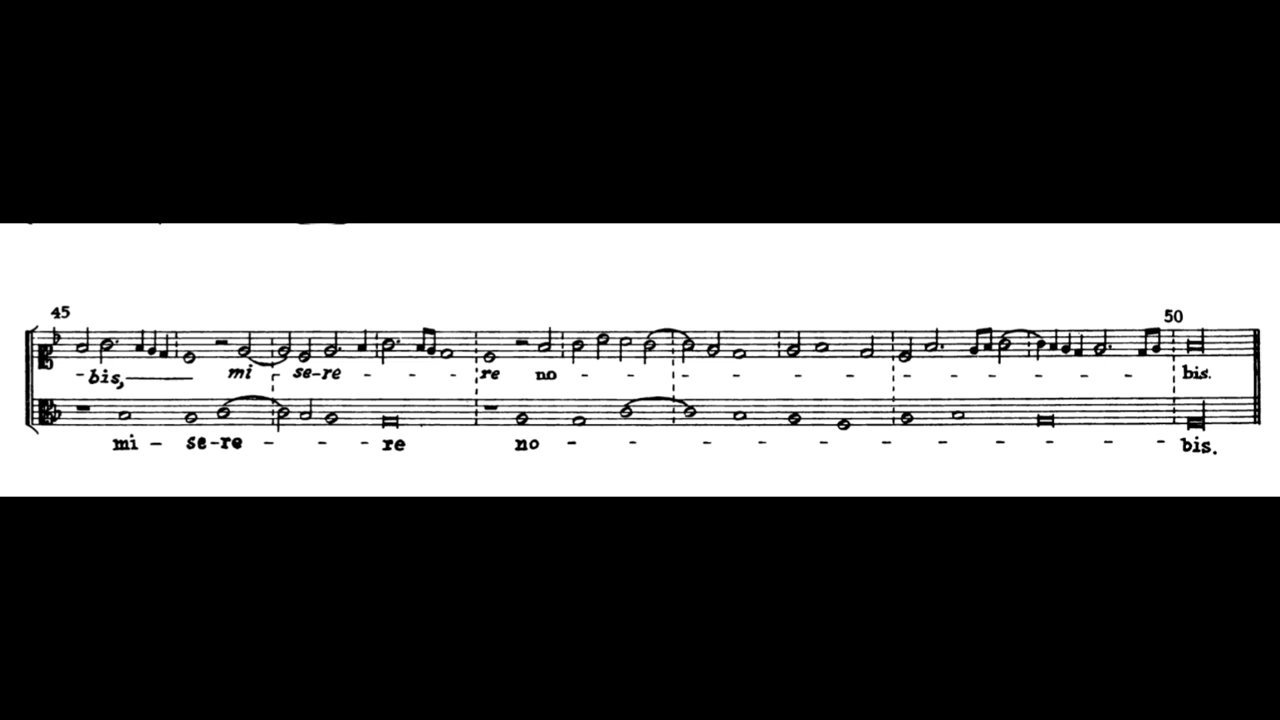 45 50
- bis,—— mi - se-re - - - - re no - - - - - - - - - - - - bis.
mi - se-re - - - re no - - - - - - - - - - - - bis.